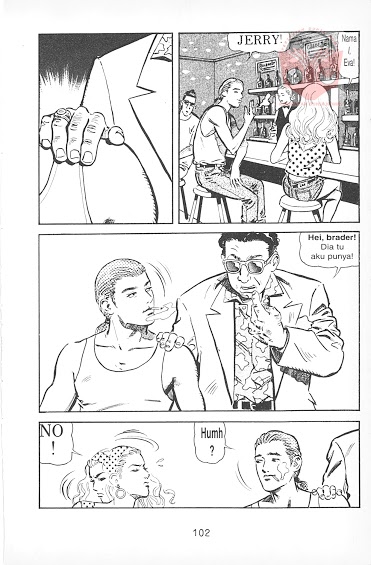 JERRY!
Nama
I,
Eva!
Hei, brader!
Dia tu
aku punya!
NO
!
Humh
?
102